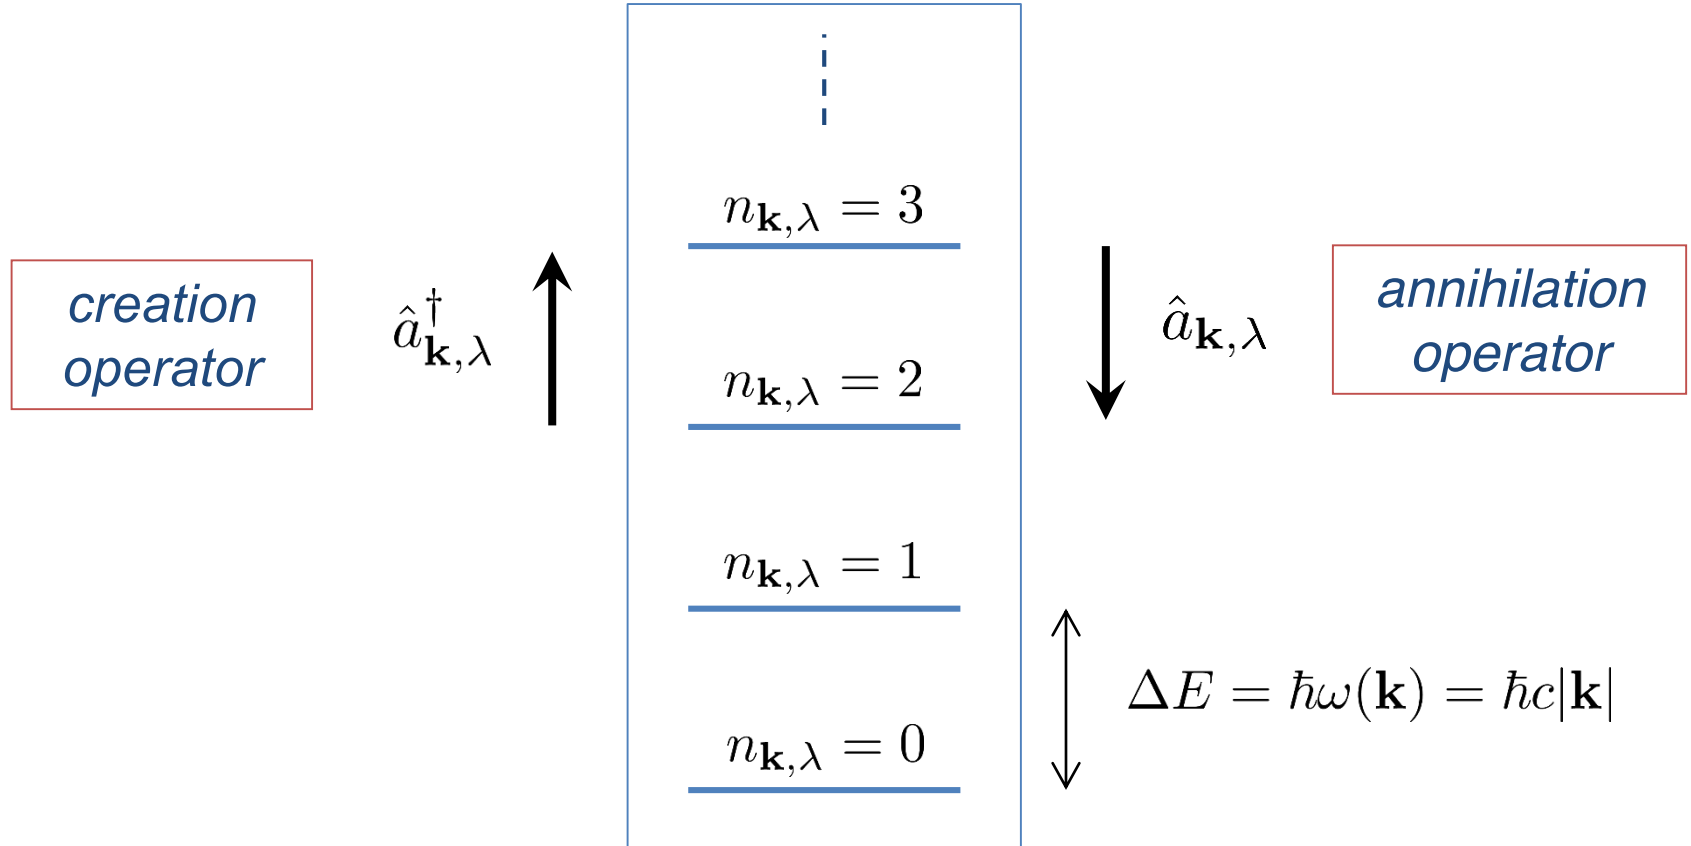 n_{𝐤,λ} = 3
creation
operator
â†_{𝐤,λ}
â_{𝐤,λ}
annihilation
operator
n_{𝐤,λ} = 2
n_{𝐤,λ} = 1
ΔE = ħω(𝐤) = ħc|𝐤|
n_{𝐤,λ} = 0